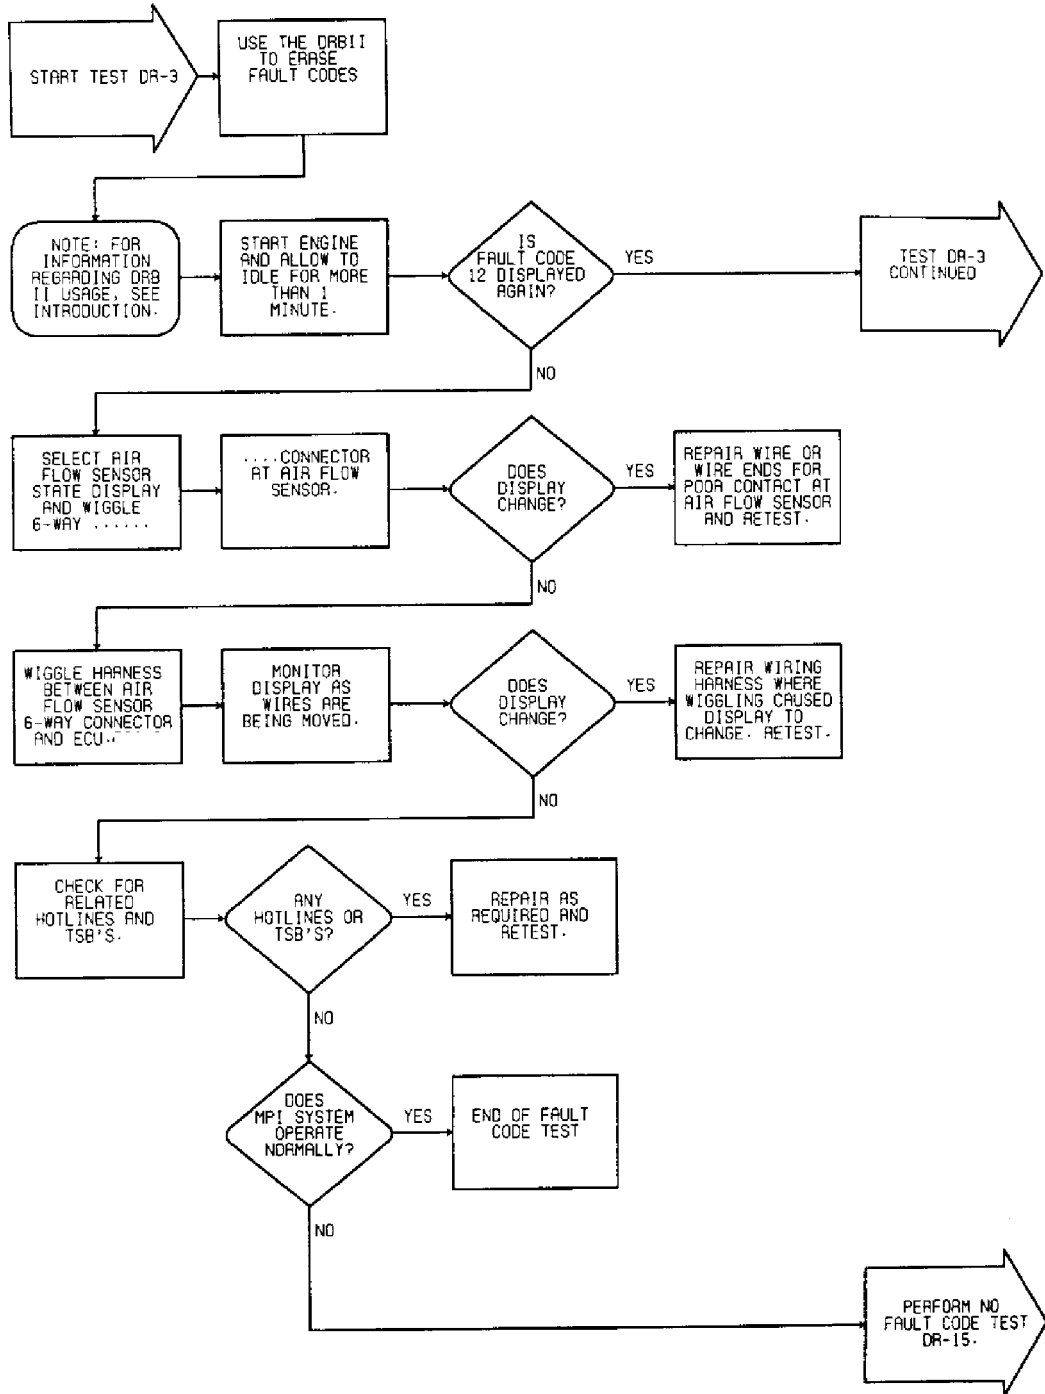 START TEST DR-3
USE THE DRBII
TO ERASE
FAULT CODES
NOTE: FOR
INFORMATION
REGARDING DRB
II USAGE, SEE
INTRODUCTION.
START ENGINE
AND ALLOW TO
IDLE FOR MORE
THAN 1
MINUTE.
IS
FAULT CODE
12 DISPLAYED
AGAIN?
YES
TEST DR-3
CONTINUED
NO
SELECT AIR
FLOW SENSOR
STATE DISPLAY
AND WIGGLE
6-WAY ......
....CONNECTOR
AT AIR FLOW
SENSOR.
DOES
DISPLAY
CHANGE?
YES
REPAIR WIRE OR
WIRE ENDS FOR
POOR CONTACT AT
AIR FLOW SENSOR
AND RETEST.
NO
WIGGLE HARNESS
BETWEEN AIR
FLOW SENSOR
6-WAY CONNECTOR
AND ECU.
MONITOR
DISPLAY AS
WIRES ARE
BEING MOVED.
DOES
DISPLAY
CHANGE?
YES
REPAIR WIRING
HARNESS WHERE
WIGGLING CAUSED
DISPLAY TO
CHANGE. RETEST.
NO
CHECK FOR
RELATED
HOTLINES AND
TSB'S.
ANY
HOTLINES OR
TSB'S?
YES
REPAIR AS
REQUIRED AND
RETEST.
NO
DOES
MPI SYSTEM
OPERATE
NORMALLY?
YES
END OF FAULT
CODE TEST
NO
PERFORM NO
FAULT CODE TEST
DR-15.